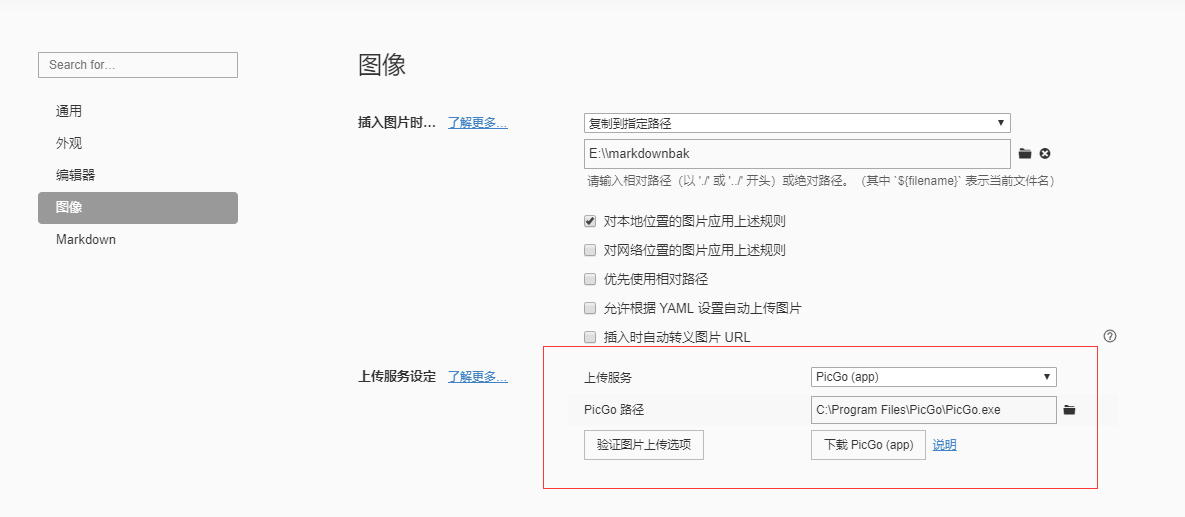 Search for…
通用
外观
编辑器
图像
Markdown
图像
插入图片时… 了解更多…
复制到指定路径
E:\\markdownbak
请输入相对路径（以 './' 或 '../' 开头）或绝对路径。（其中 `${filename}` 表示当前文件名）
对本地位置的图片应用上述规则
对网络位置的图片应用上述规则
优先使用相对路径
允许根据 YAML 设置自动上传图片
插入时自动转义图片 URL
上传服务设定 了解更多…
上传服务 PicGo (app)
PicGo 路径 C:\Program Files\PicGo\PicGo.exe
验证图片上传选项 下载 PicGo (app) 说明